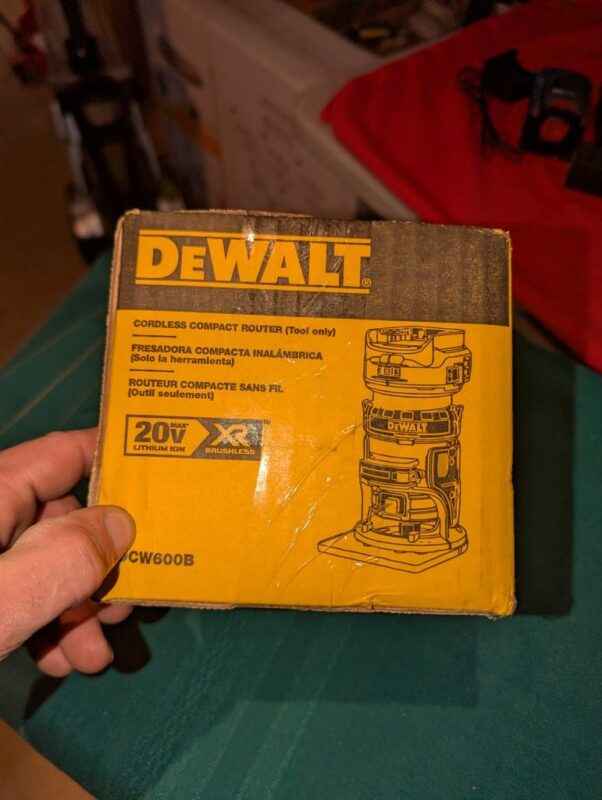 DEWALT®
CORDLESS COMPACT ROUTER (Tool only)
FRESADORA COMPACTA INALÁMBRICA
(Solo la herramienta)
ROUTEUR COMPACTE SANS FIL
(Outil seulement)
20V MAX* XR
LITHIUM ION BRUSHLESS
DEWALT
CW600B